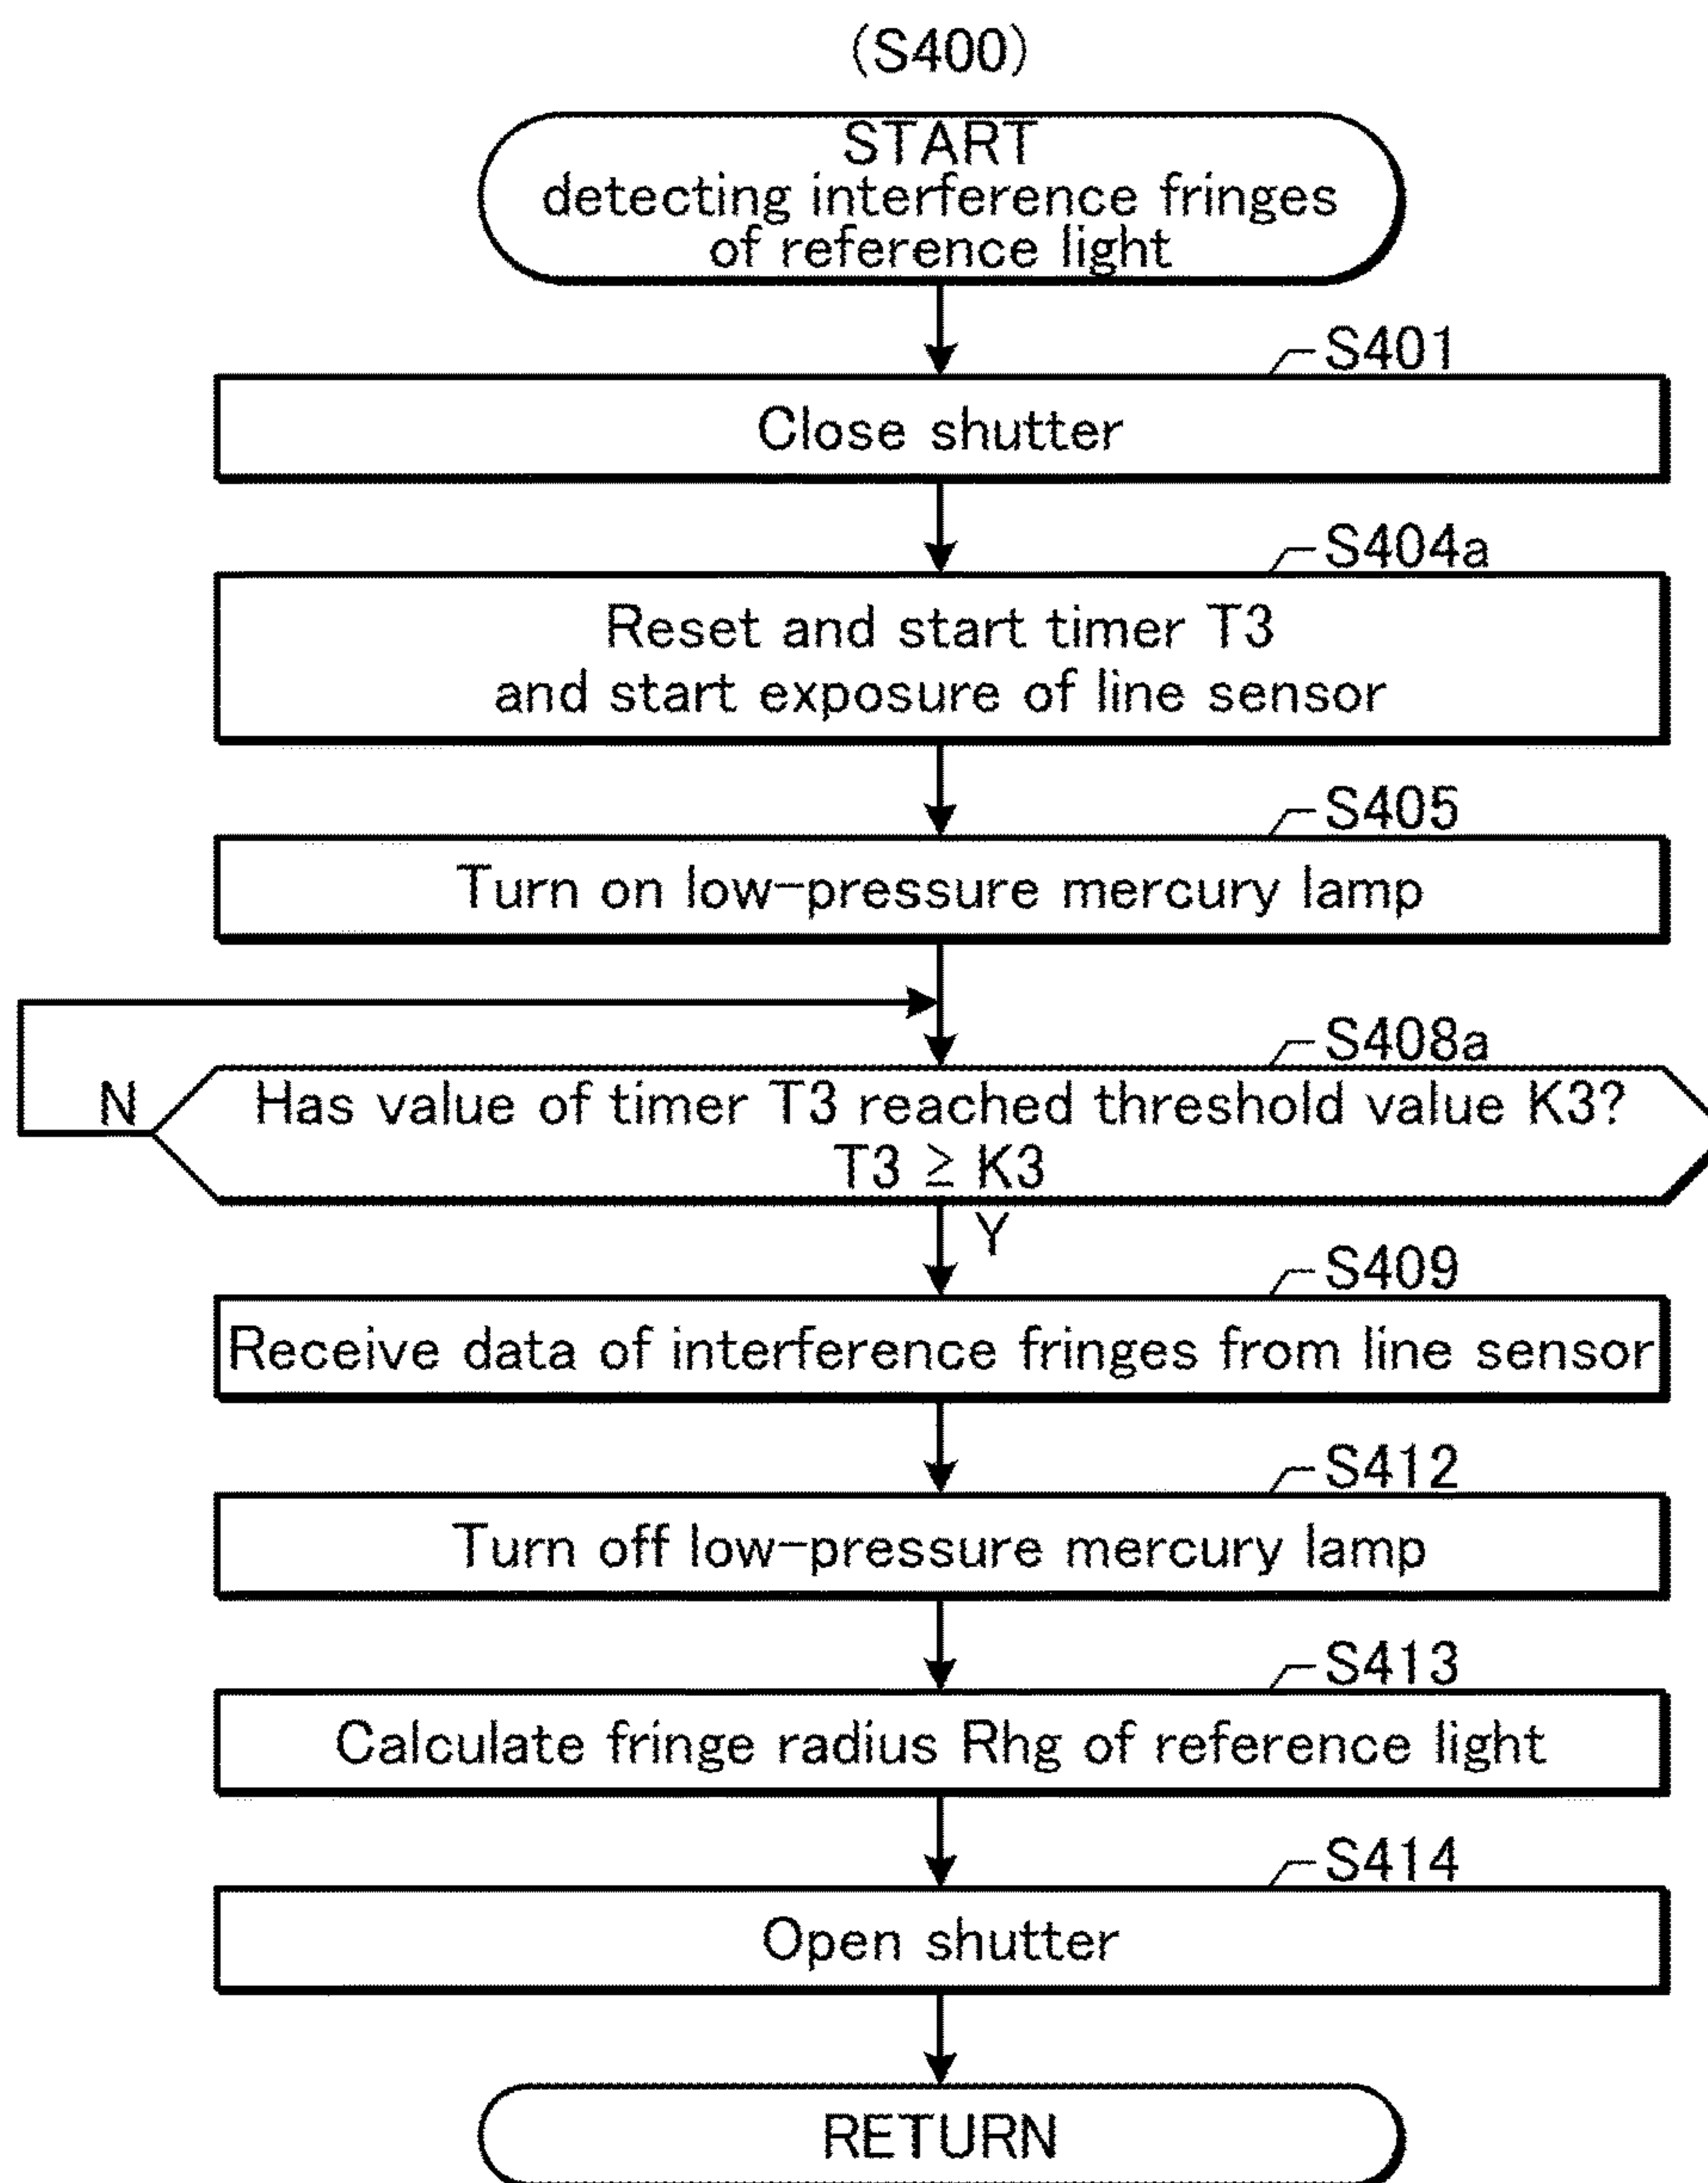 (S400)
START
detecting interference fringes
of reference light
S401
Close shutter
S404a
Reset and start timer T3
and start exposure of line sensor
S405
Turn on low-pressure mercury lamp
S408a
N
Has value of timer T3 reached threshold value K3?
T3 ≥ K3
Y
S409
Receive data of interference fringes from line sensor
S412
Turn off low-pressure mercury lamp
S413
Calculate fringe radius Rhg of reference light
S414
Open shutter
RETURN